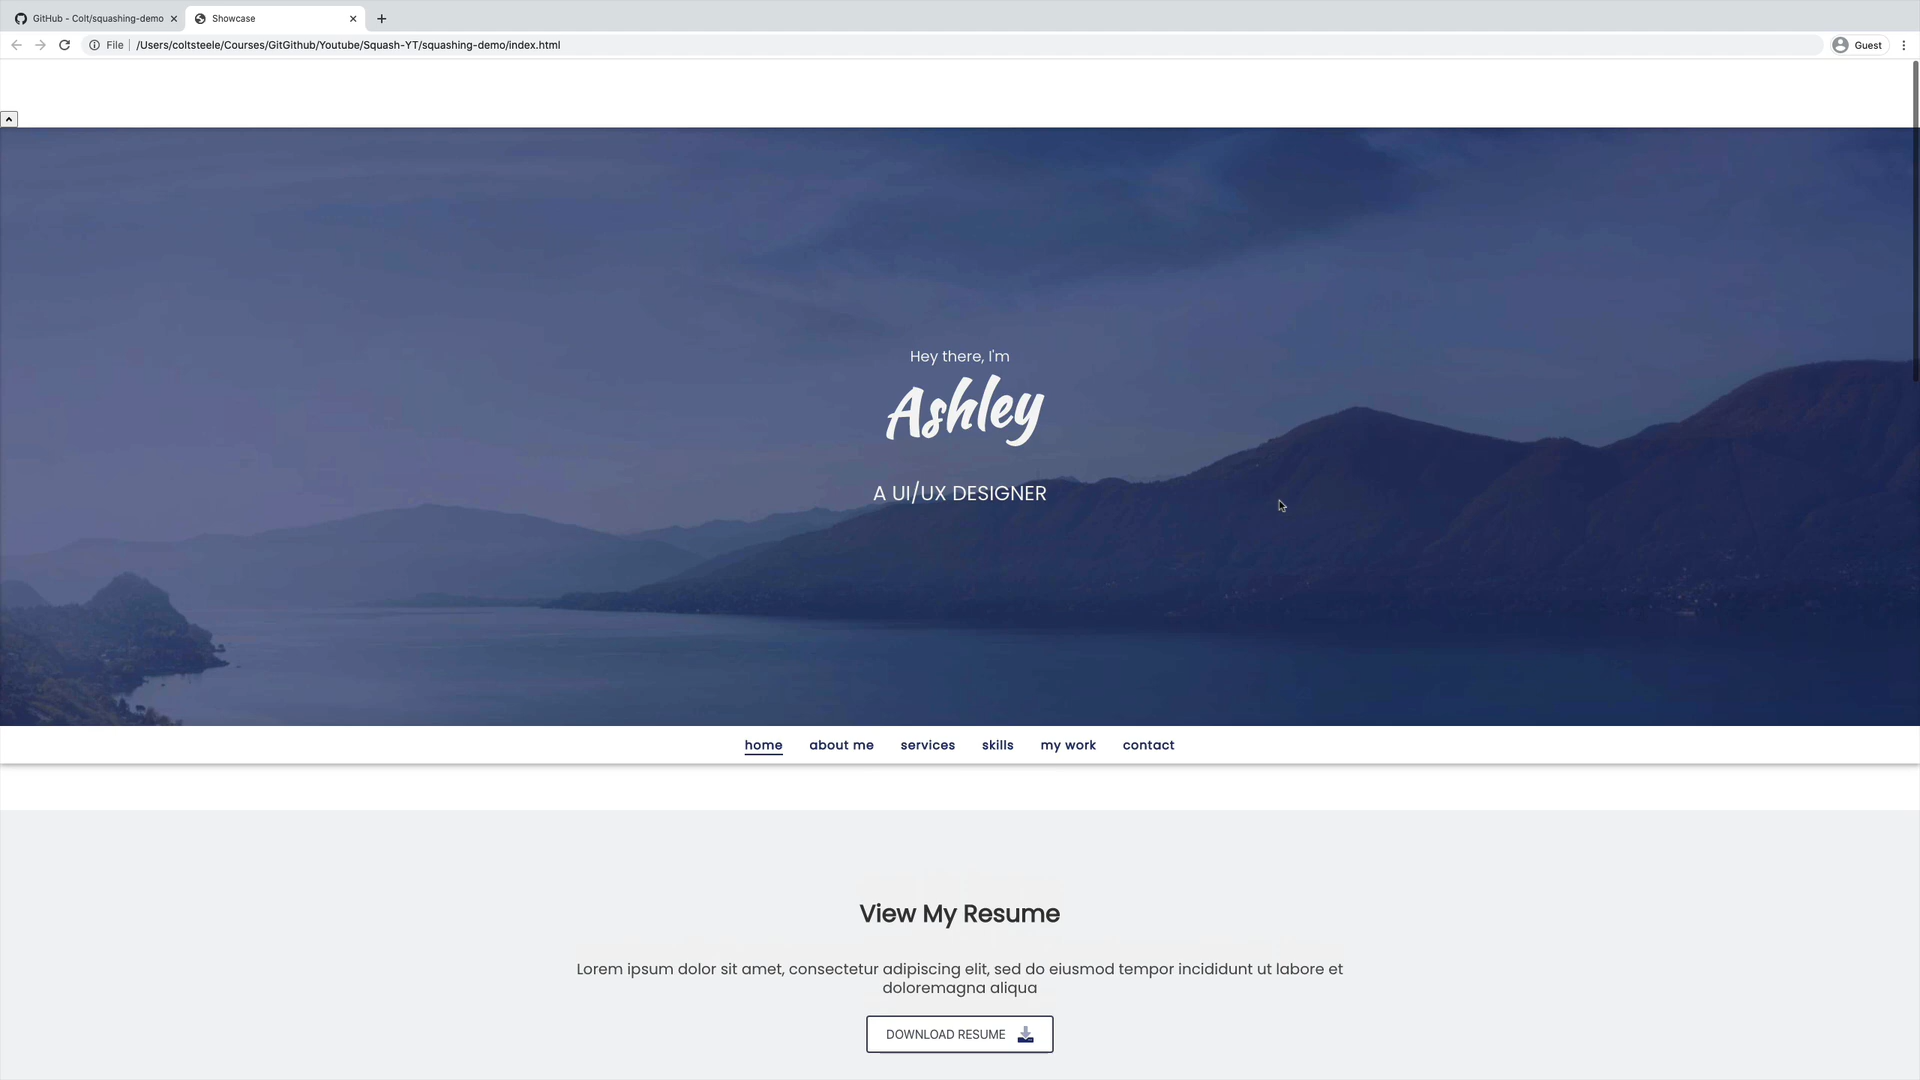 GitHub - Colt/squashing-demo
Showcase
File
/Users/coltsteele/Courses/GitGithub/Youtube/Squash-YT/squashing-demo/index.html
Guest
Hey there, I'm
Ashley
A UI/UX DESIGNER
home about me services skills my work contact
View My Resume
Lorem ipsum dolor sit amet, consectetur adipiscing elit, sed do eiusmod tempor incididunt ut labore et
doloremagna aliqua
DOWNLOAD RESUME